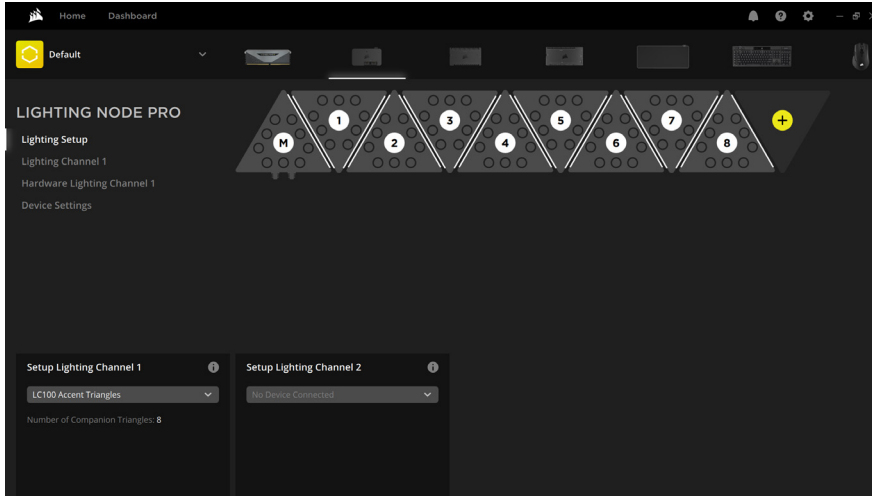 Home Dashboard
Default
LIGHTING NODE PRO
Lighting Setup
Lighting Channel 1
Hardware Lighting Channel 1
Device Settings
M 1 2 3 4 5 6 7 8 +
Setup Lighting Channel 1
LC100 Accent Triangles
Number of Companion Triangles: 8
Setup Lighting Channel 2
No Device Connected